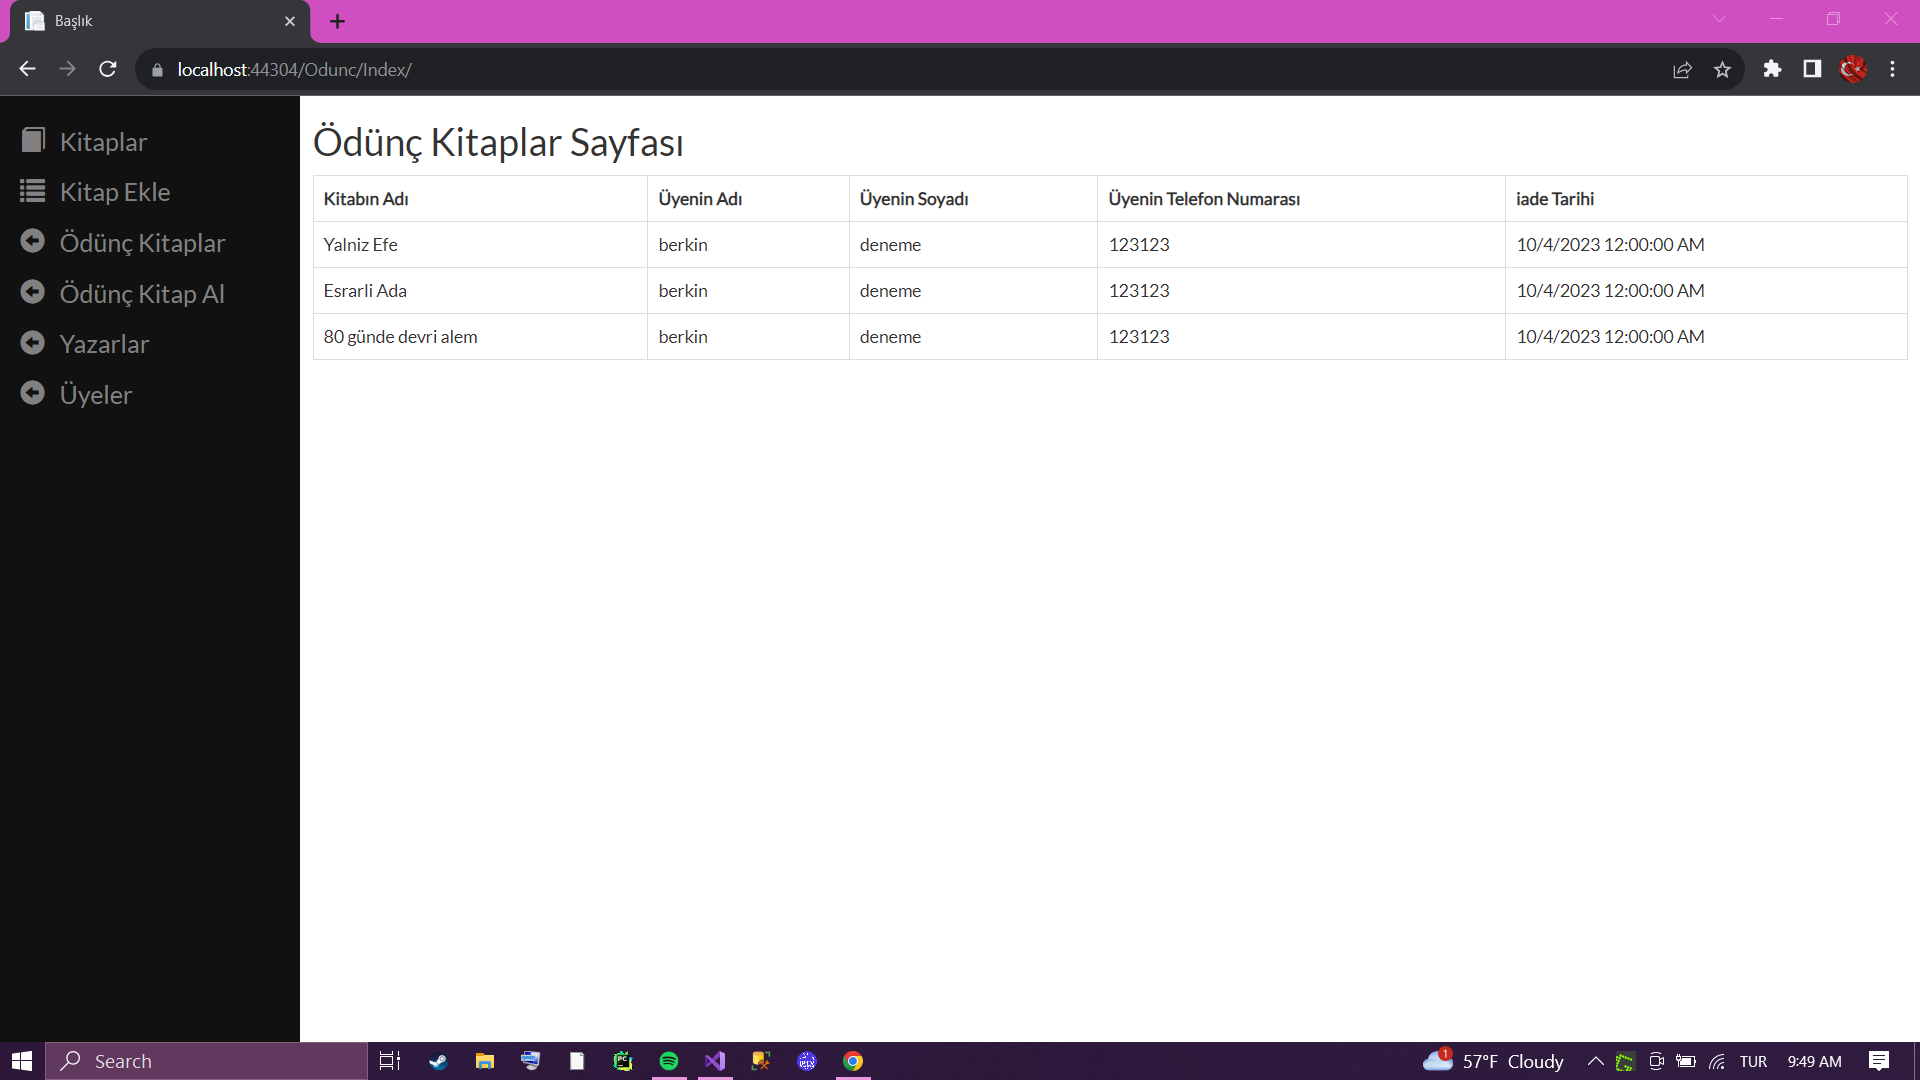 Başlık
localhost:44304/Odunc/Index/
Kitaplar
Kitap Ekle
Ödünç Kitaplar
Ödünç Kitap Al
Yazarlar
Üyeler
Ödünç Kitaplar Sayfası
Kitabın Adı Üyenin Adı Üyenin Soyadı Üyenin Telefon Numarası iade Tarihi
Yalniz Efe berkin deneme 123123 10/4/2023 12:00:00 AM
Esrarli Ada berkin deneme 123123 10/4/2023 12:00:00 AM
80 günde devri alem berkin deneme 123123 10/4/2023 12:00:00 AM
Search 1 57°F Cloudy TUR 9:49 AM